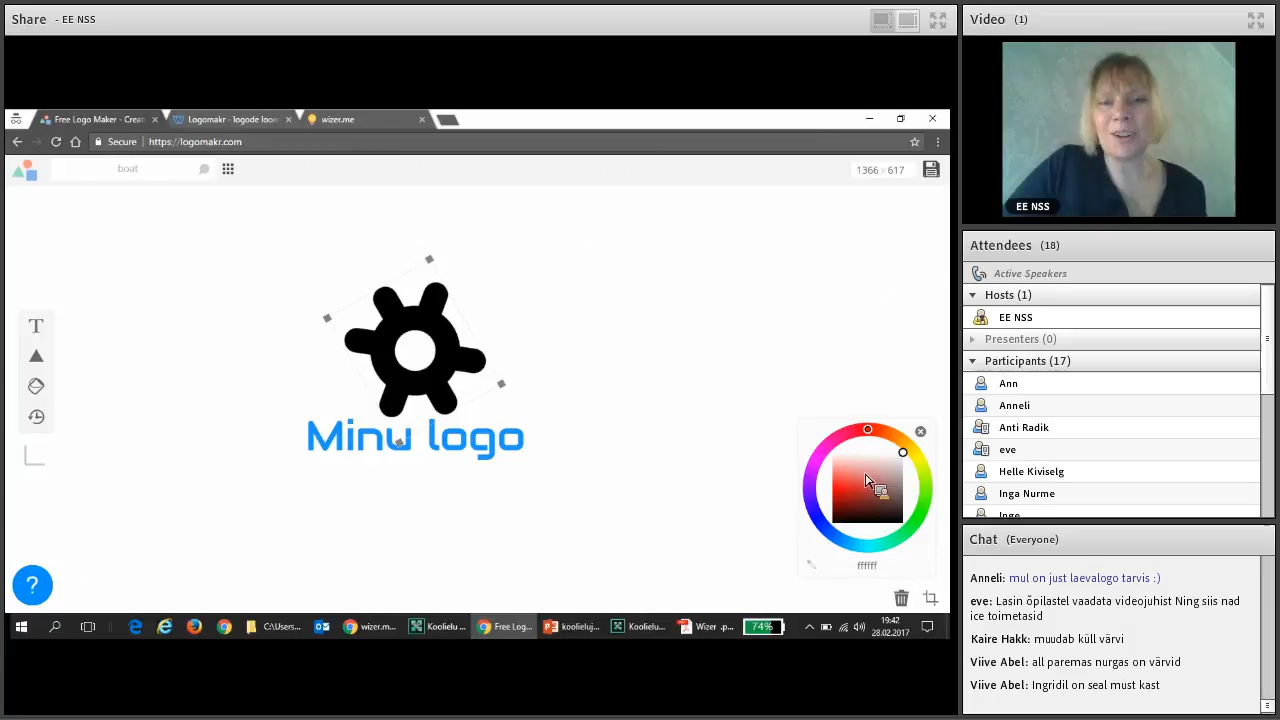 Share - EE NSS
Video (1)
Free Logo Maker - Creat
Logomakr - logode loom
wizer.me
Secure https://logomakr.com
boat
1366 x 617
EE NSS
Attendees (18)
Active Speakers
Hosts (1)
EE NSS
Presenters (0)
Participants (17)
Ann
Anneli
Anti Radik
eve
Helle Kiviselg
Inga Nurme
Inge
T
Minu logo
ffffff
?
Chat (Everyone)
Anneli: mul on just laevalogo tarvis :)
eve: Lasin õpilastel vaadata videojuhist Ning siis nad
ice toimetasid
Kaire Hakk: muudab küll värvi
Viive Abel: all paremas nurgas on värvid
Viive Abel: Ingridil on seal must kast
C:\Users...
wizer.m...
Koolielu ...
Free Log...
koolieluj...
Koolielu...
Wizer .p...
74%
19:42
28.02.2017